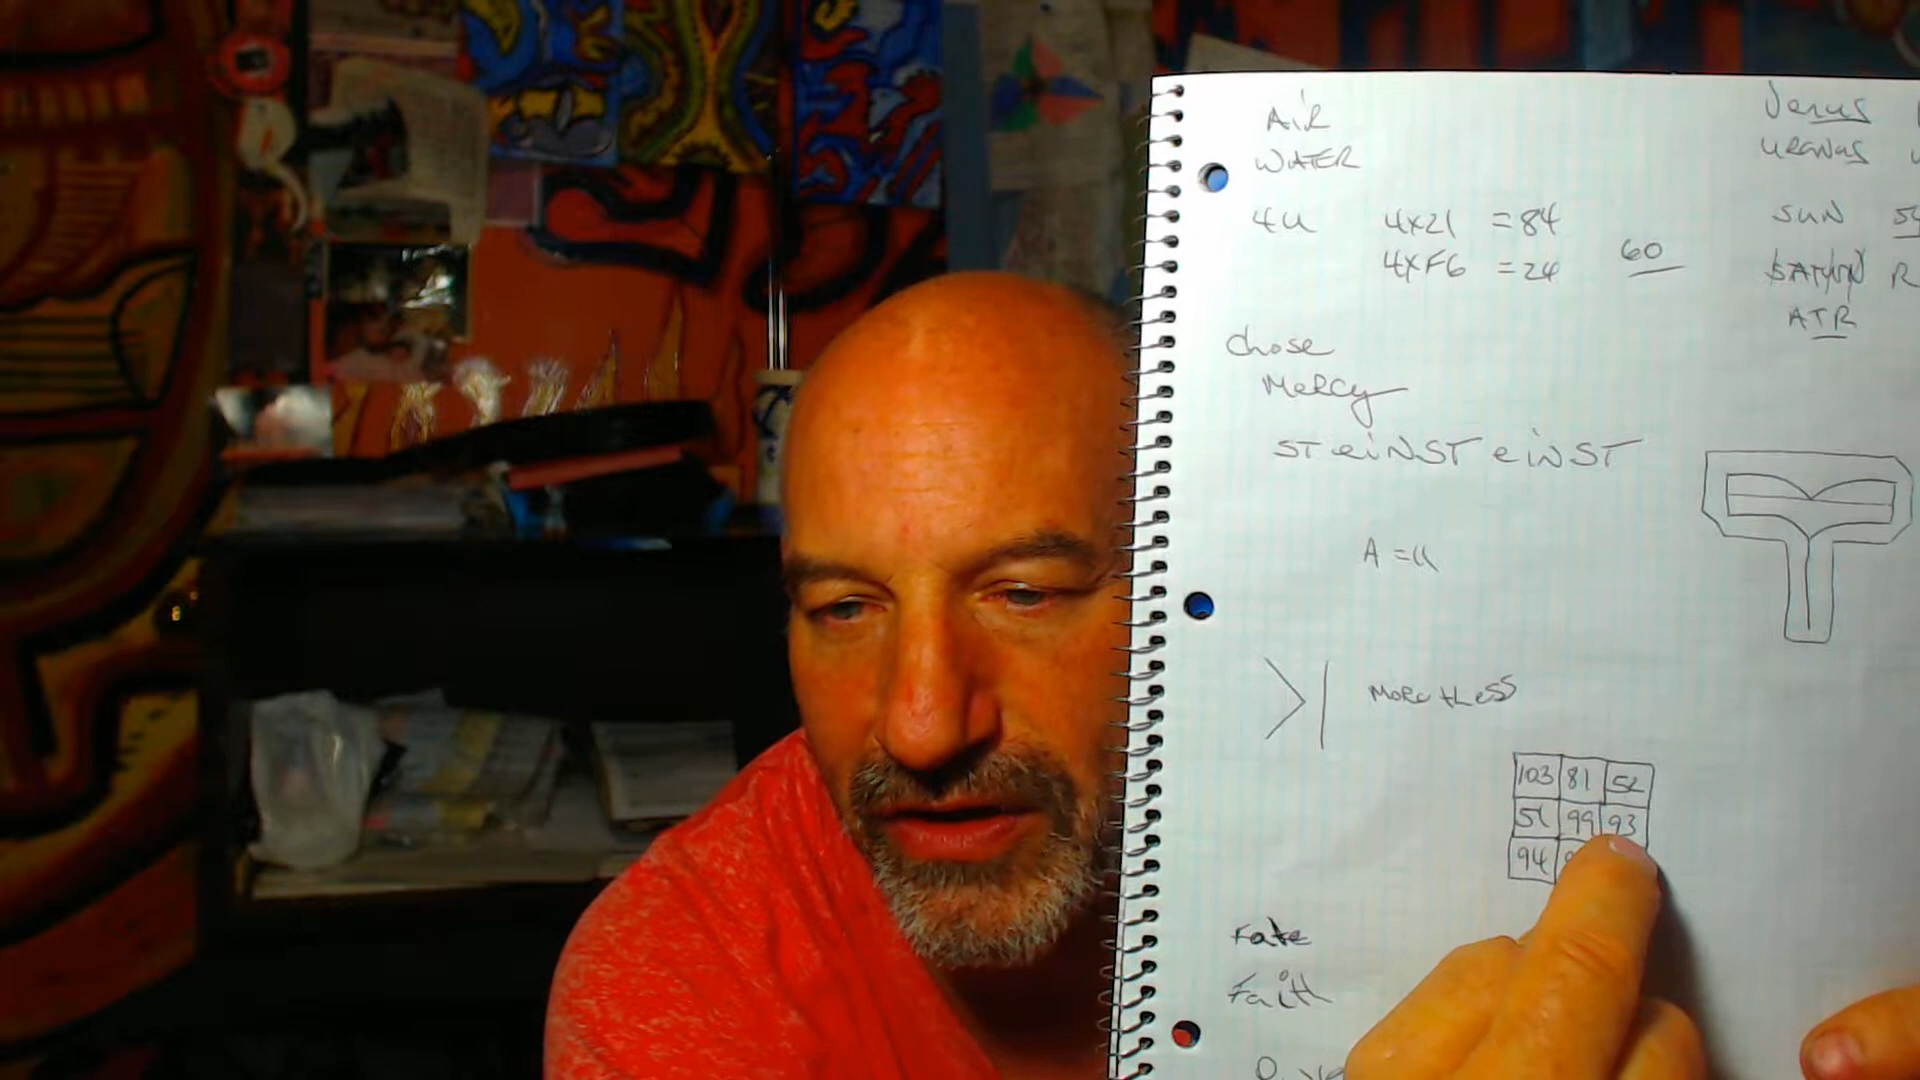 AiR
WATER
4U 4x21 = 84
4xF6 = 24
60
Chose
Mercy
STeiNSTeiNST
A = U
>| More + Less
103 81 52
51 99 93
94
Fate
Faith
Venus
URANUS
SUN
SATURN R
ATR